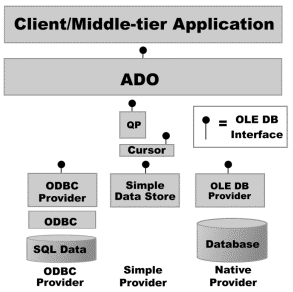 Client/Middle-tier Application
ADO
QP
= OLE DB
Interface
Cursor
ODBC
Provider
Simple
Data Store
OLE DB
Provider
ODBC
SQL Data
Database
ODBC
Provider
Simple
Provider
Native
Provider